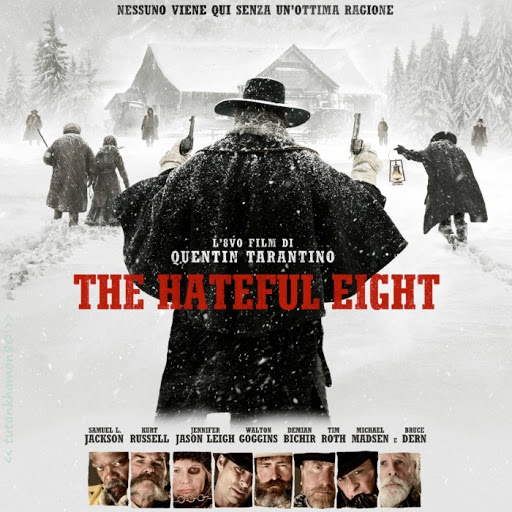 NESSUNO VIENE QUI SENZA UN'OTTIMA RAGIONE
L'8VO FILM DI
QUENTIN TARANTINO
THE HATEFUL EIGHT
SAMUEL L. JACKSON KURT RUSSELL JENNIFER JASON LEIGH WALTON GOGGINS DEMIAN BICHIR TIM ROTH MICHAEL MADSEN E BRUCE DERN
<< tutankhamon80 >>